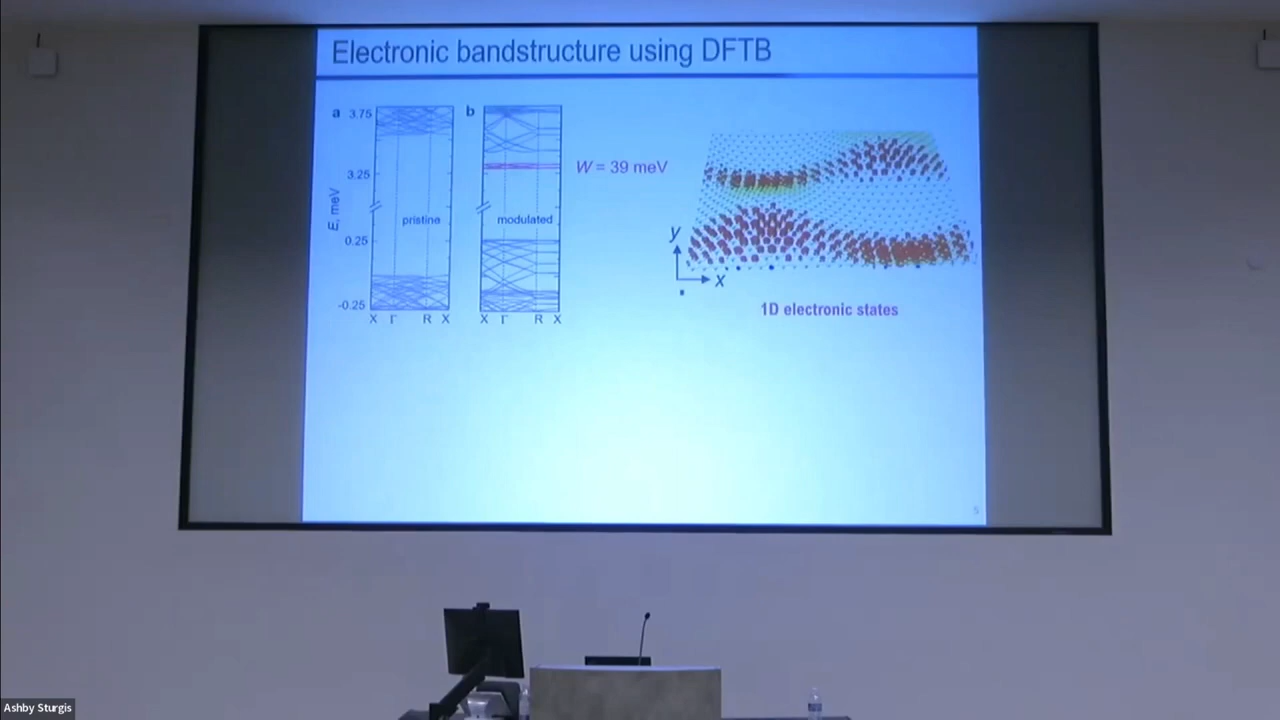 Electronic bandstructure using DFTB
a
b
3.75
3.25
0.25
-0.25
E, meV
pristine
modulated
X Γ R X
X Γ R X
W = 39 meV
y
x
1D electronic states
5
Ashby Sturgis